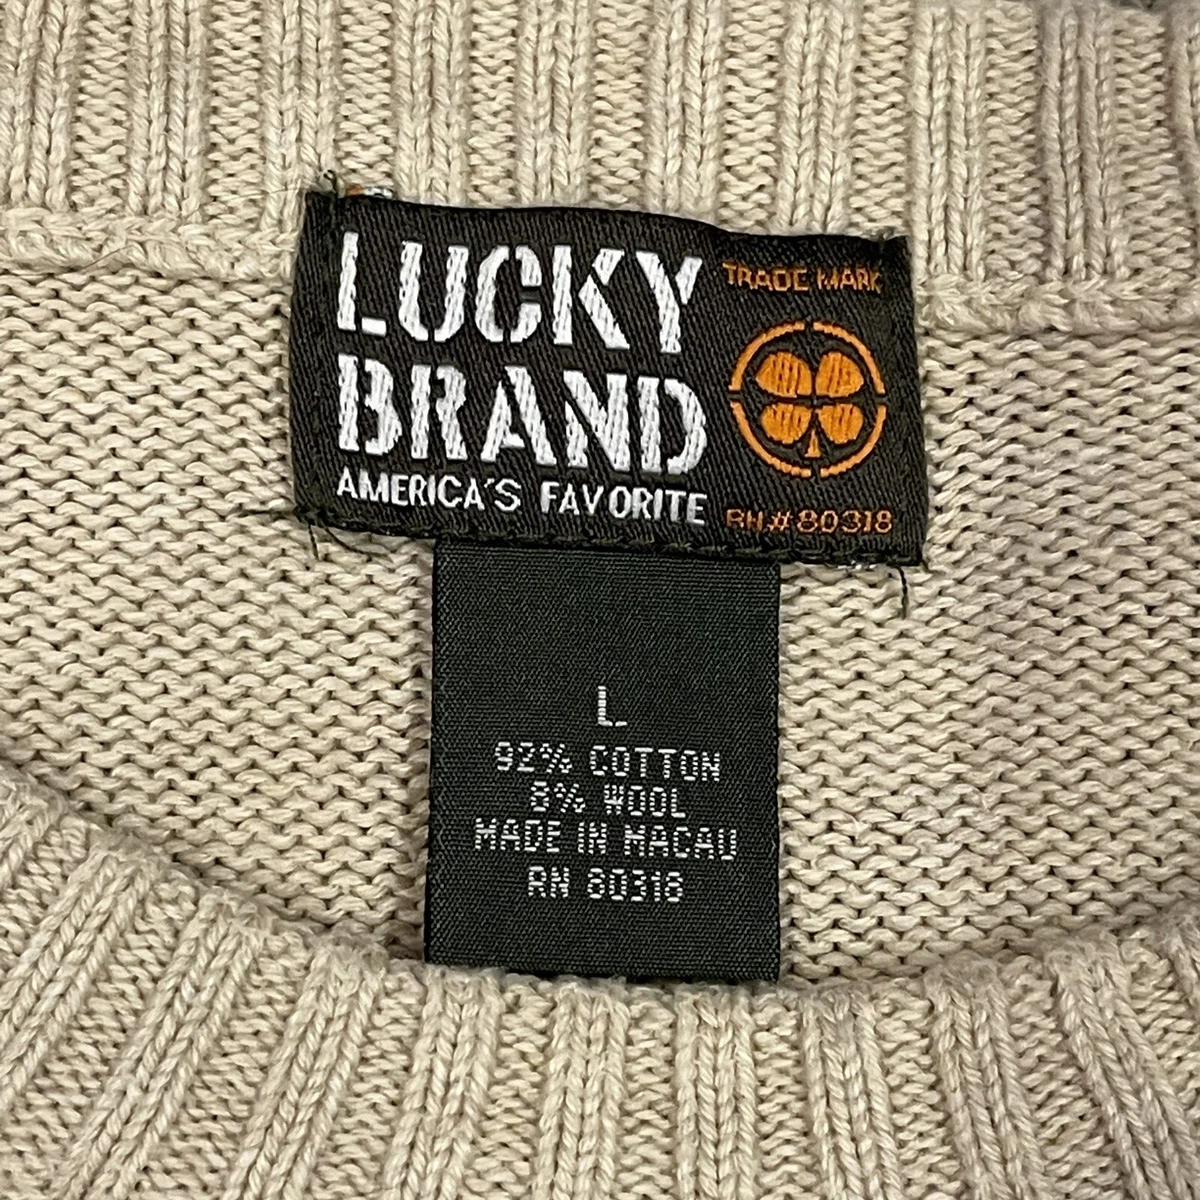 LUCKY
BRAND
AMERICA'S FAVORITE
TRADE MARK
RN# 80318
L
92% COTTON
8% WOOL
MADE IN MACAU
RN 80318